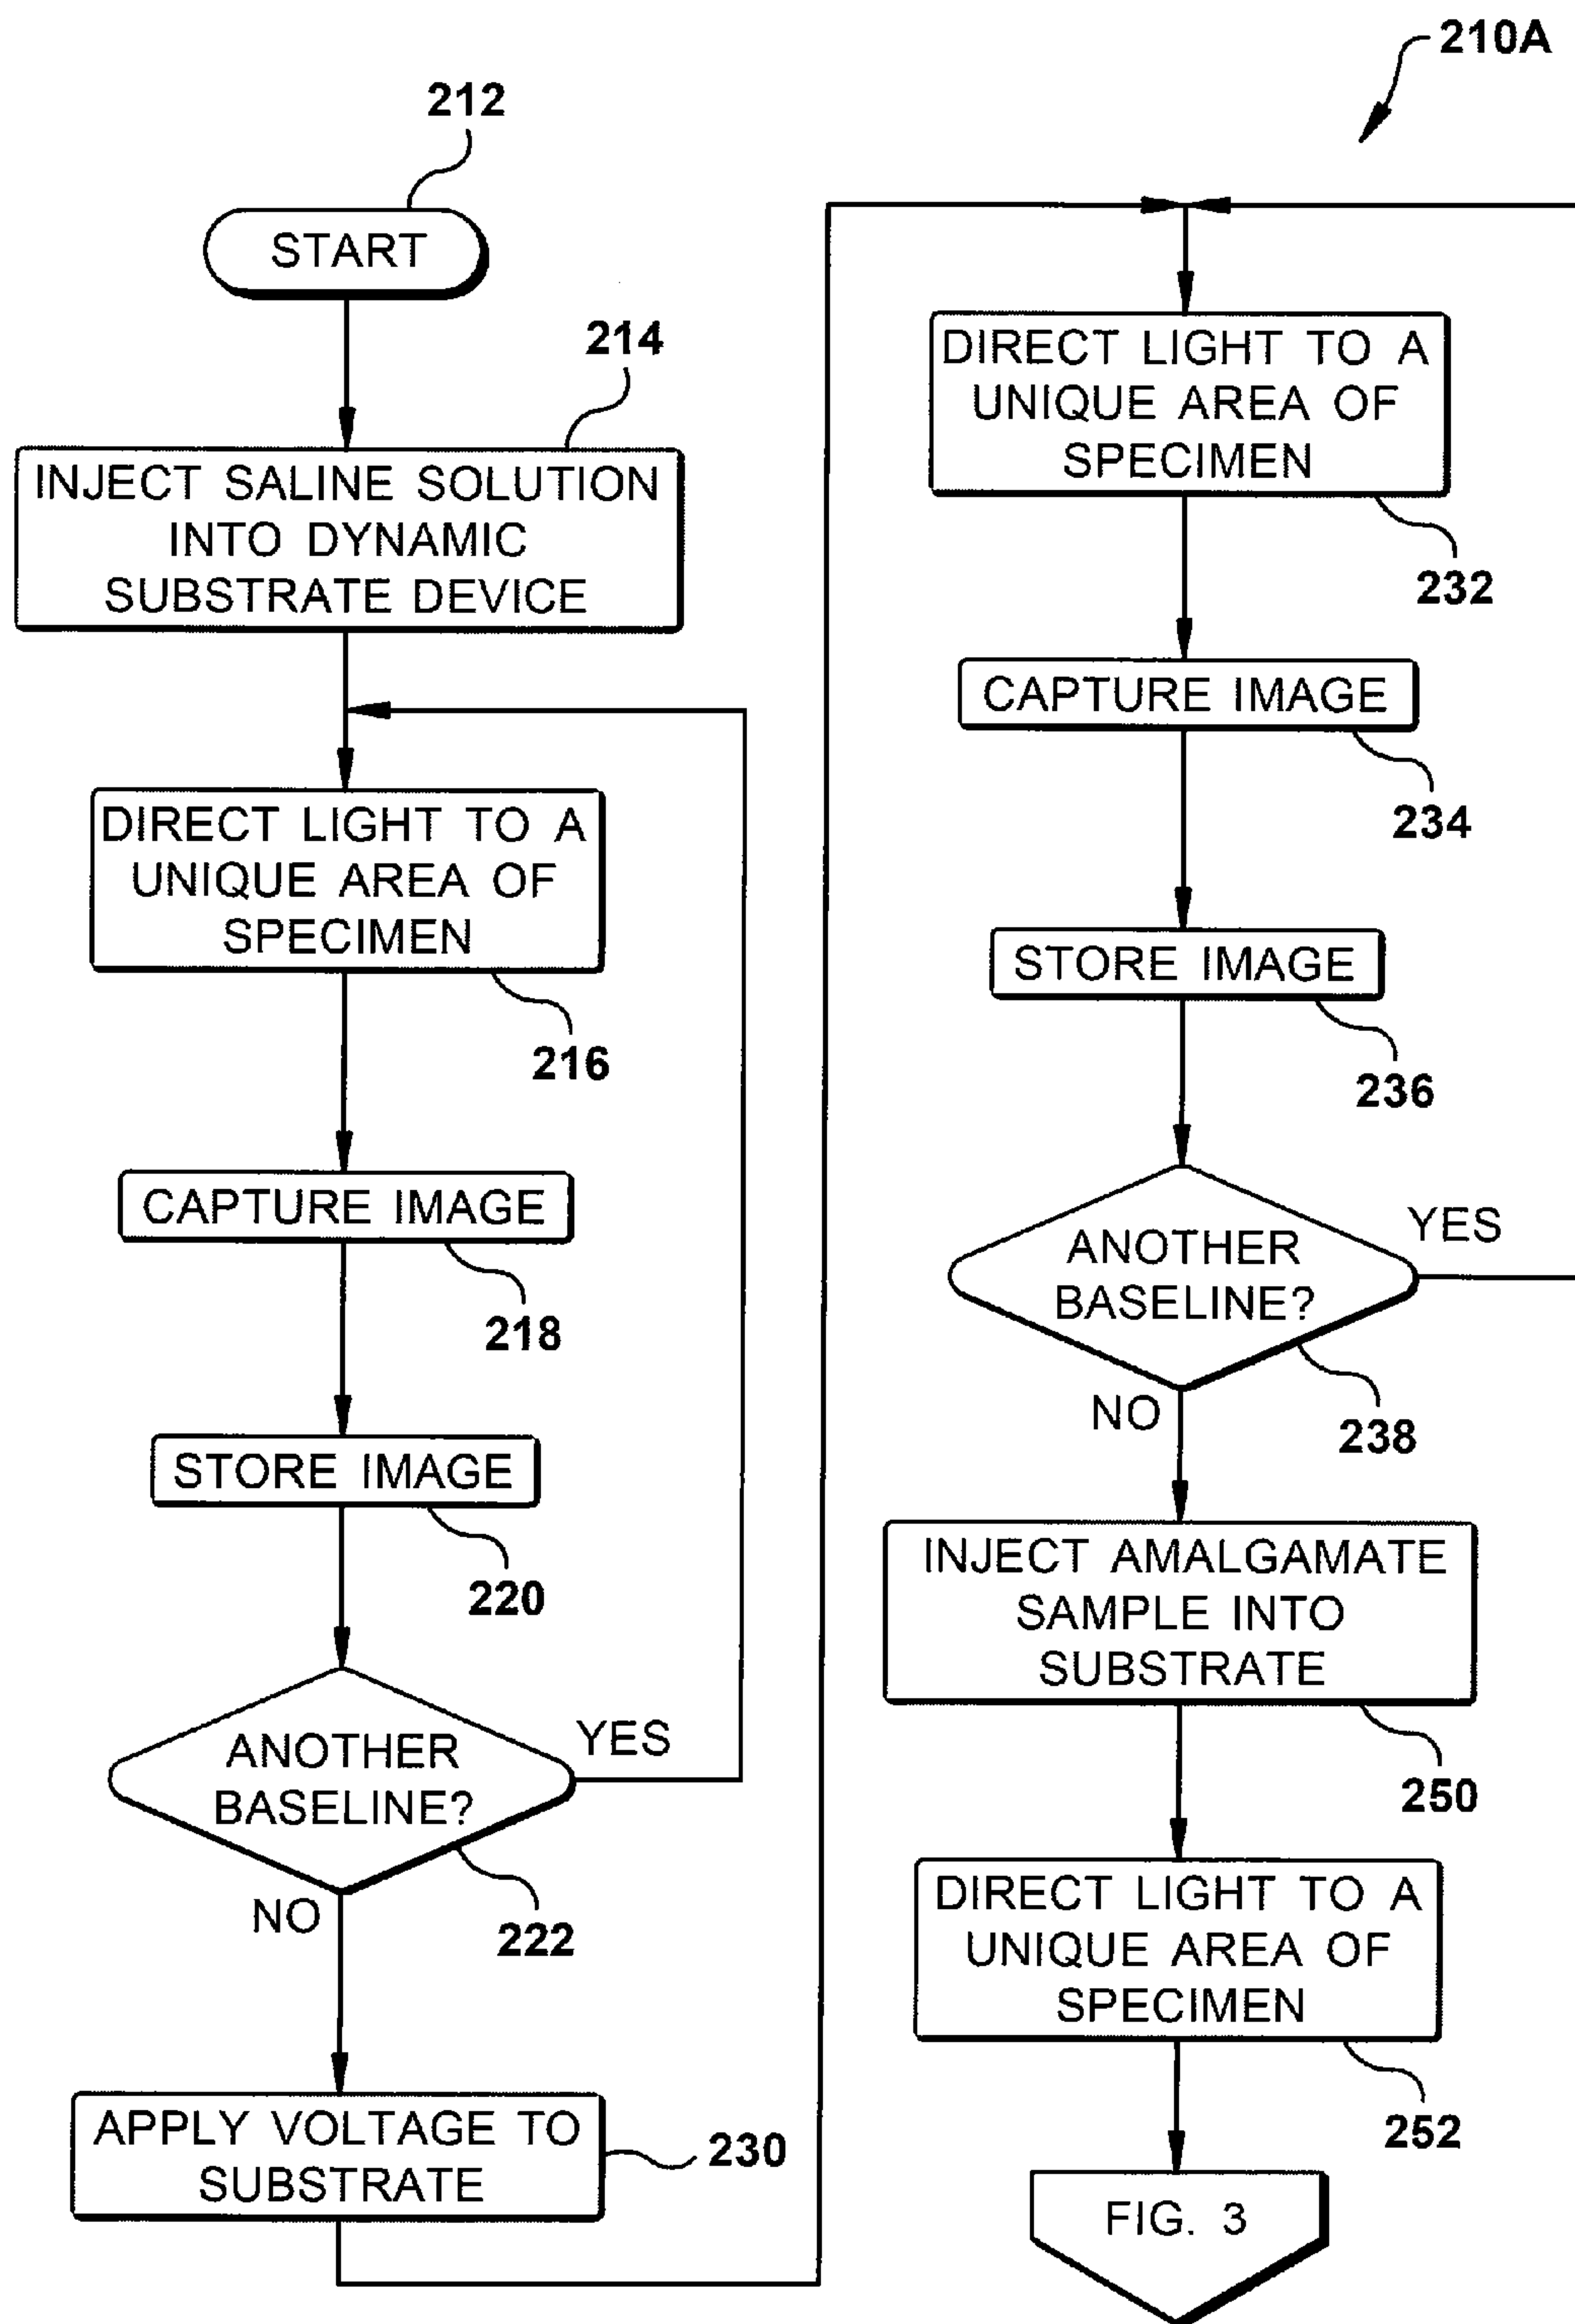 210A
212
START
214
INJECT SALINE SOLUTION
INTO DYNAMIC
SUBSTRATE DEVICE
DIRECT LIGHT TO A
UNIQUE AREA OF
SPECIMEN
216
CAPTURE IMAGE
218
STORE IMAGE
220
ANOTHER
BASELINE?
YES
NO
222
APPLY VOLTAGE TO
SUBSTRATE
230
DIRECT LIGHT TO A
UNIQUE AREA OF
SPECIMEN
232
CAPTURE IMAGE
234
STORE IMAGE
236
ANOTHER
BASELINE?
YES
NO
238
INJECT AMALGAMATE
SAMPLE INTO
SUBSTRATE
250
DIRECT LIGHT TO A
UNIQUE AREA OF
SPECIMEN
252
FIG. 3